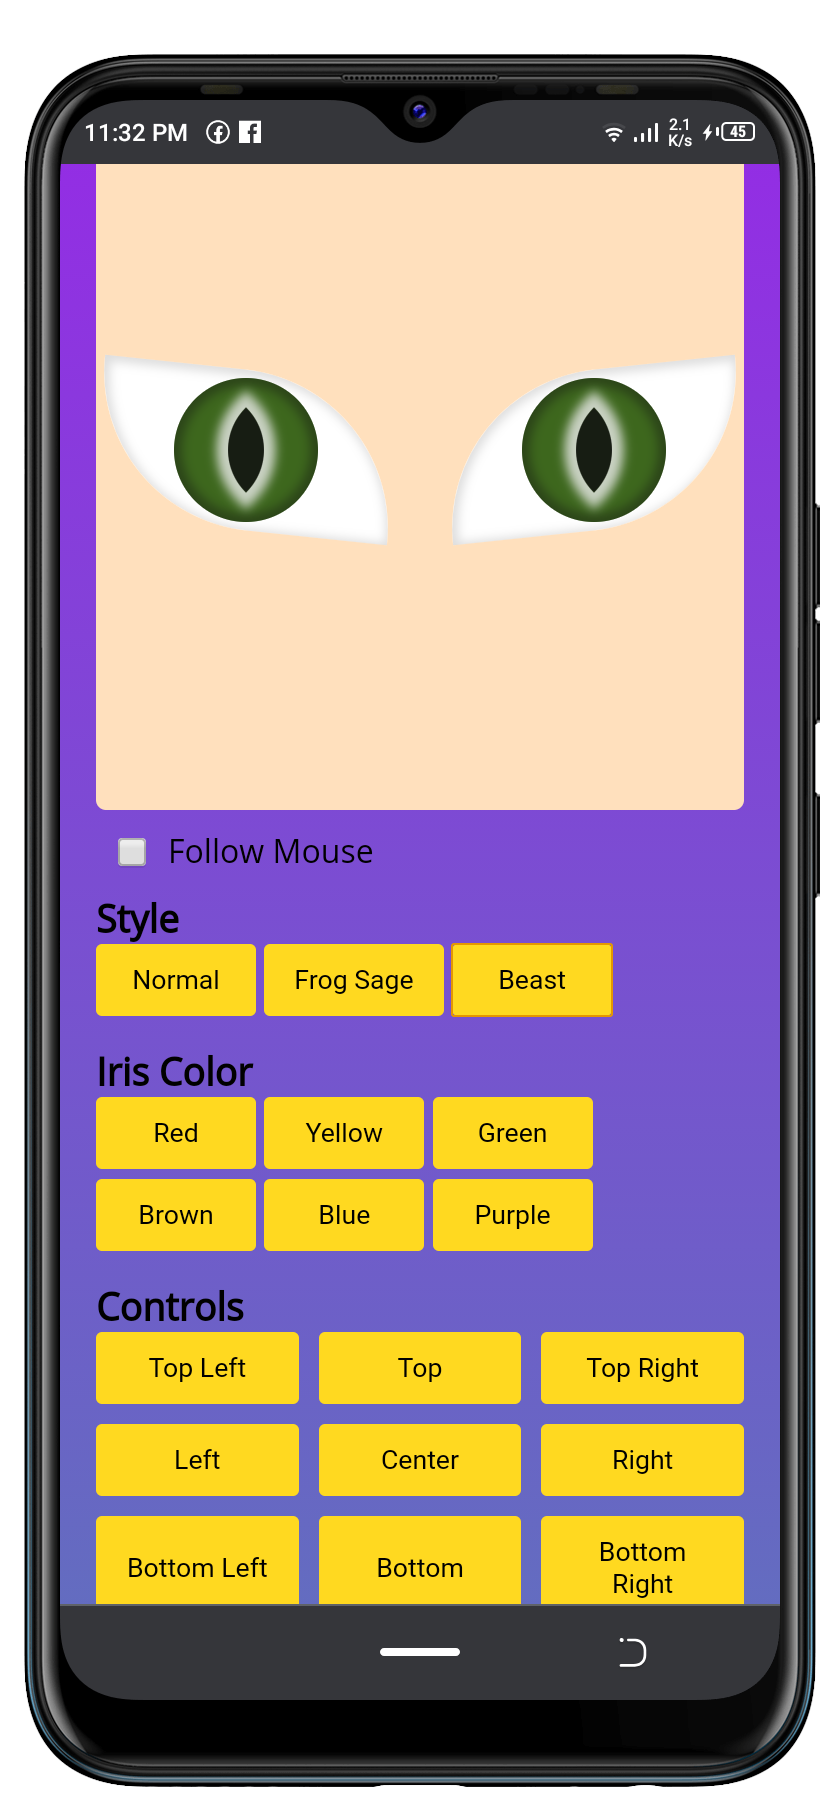 11:32 PM 2.1 K/s 45
Follow Mouse
Style
Normal Frog Sage Beast
Iris Color
Red Yellow Green
Brown Blue Purple
Controls
Top Left Top Top Right
Left Center Right
Bottom Left Bottom Bottom Right